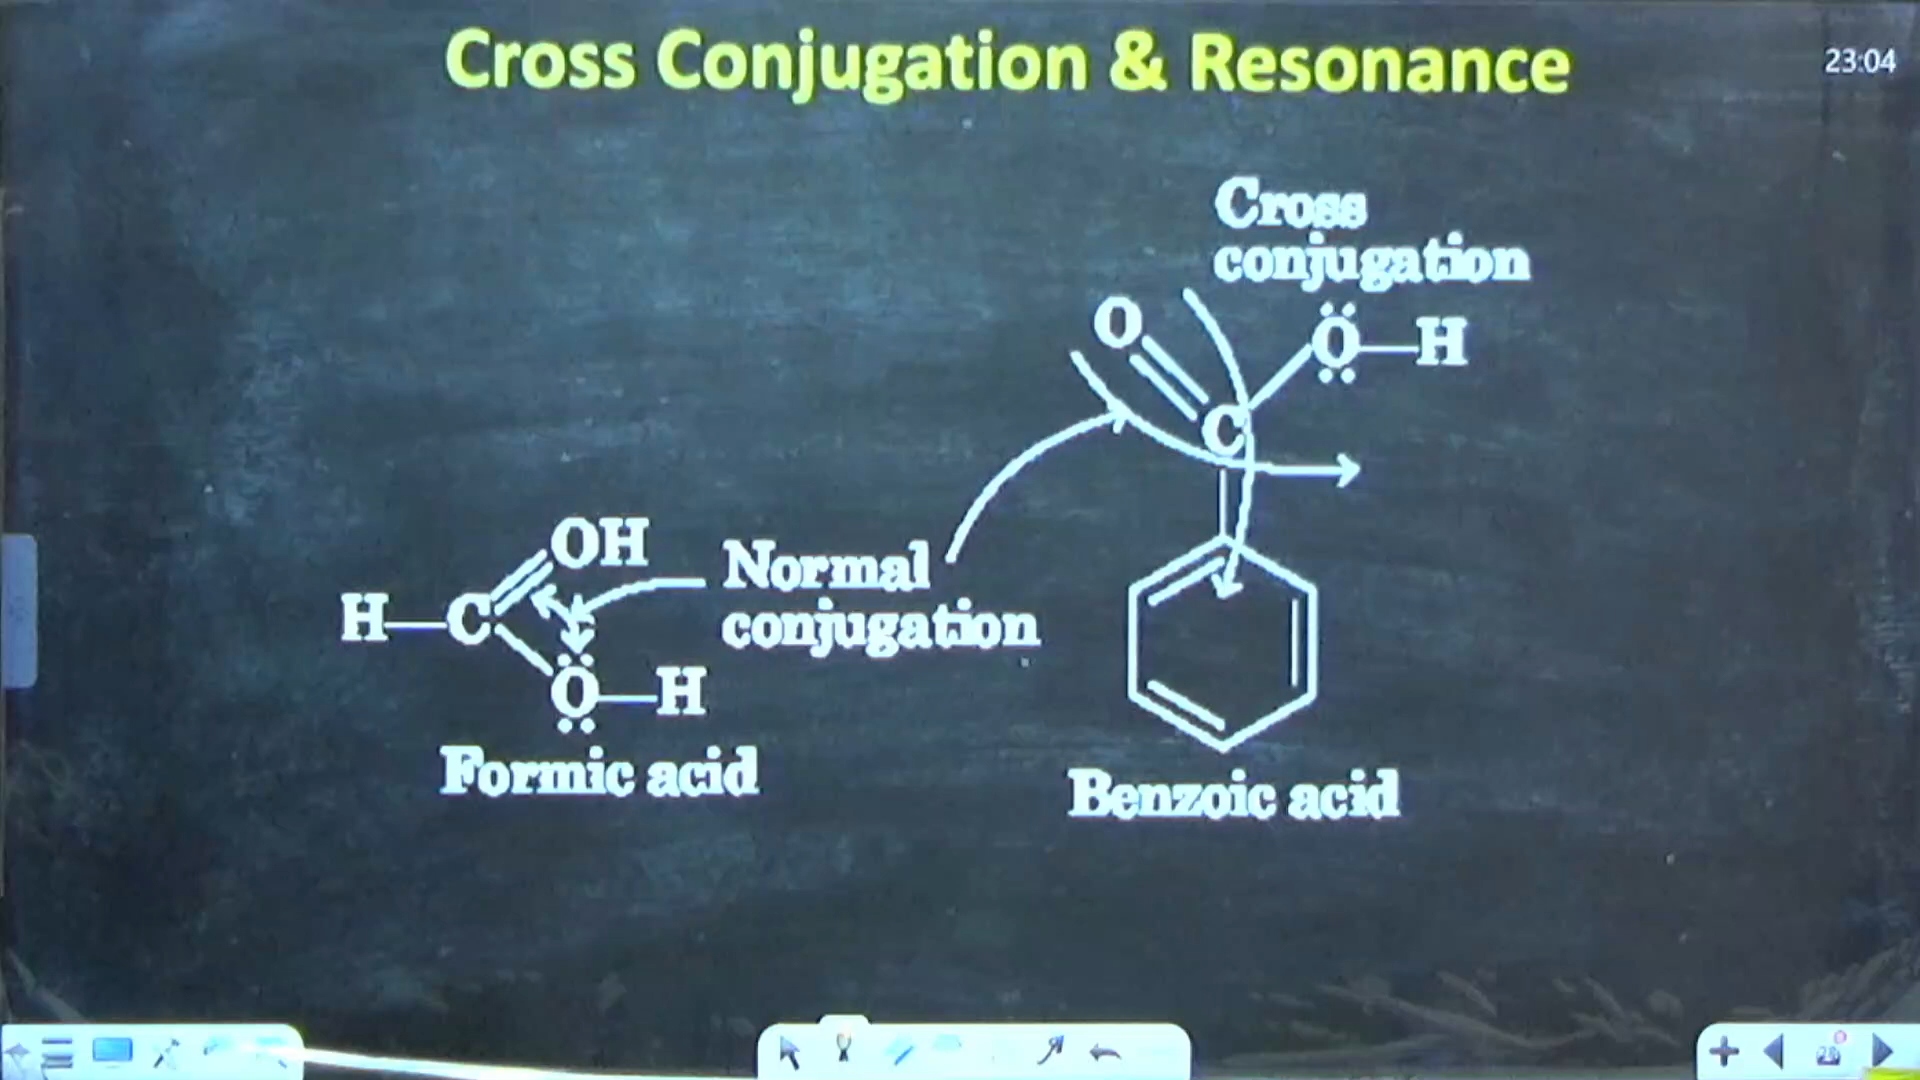 Cross Conjugation & Resonance
23:04
Cross
conjugation
O
Ö—H
C
OH
H—C
Normal
conjugation
Ö—H
Formic acid
Benzoic acid